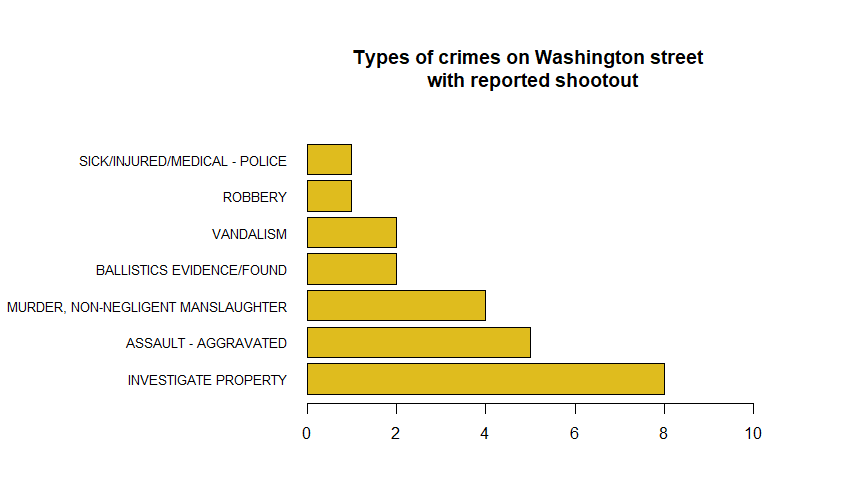 Types of crimes on Washington street
with reported shootout
SICK/INJURED/MEDICAL - POLICE
ROBBERY
VANDALISM
BALLISTICS EVIDENCE/FOUND
MURDER, NON-NEGLIGENT MANSLAUGHTER
ASSAULT - AGGRAVATED
INVESTIGATE PROPERTY
0 2 4 6 8 10